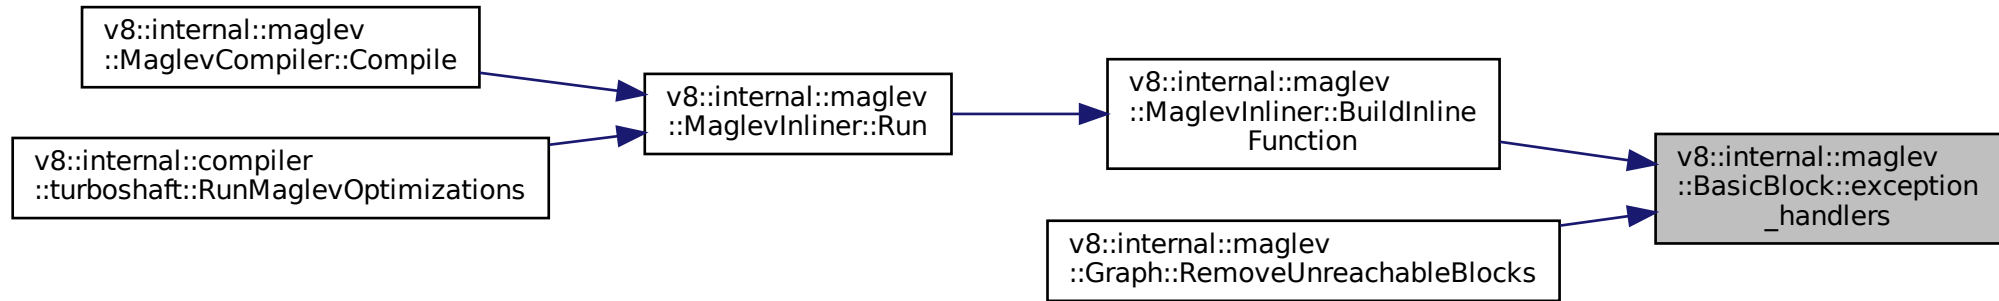 v8::internal::maglev
::MaglevCompiler::Compile
v8::internal::compiler
::turboshaft::RunMaglevOptimizations
v8::internal::maglev
::MaglevInliner::Run
v8::internal::maglev
::MaglevInliner::BuildInline
Function
v8::internal::maglev
::Graph::RemoveUnreachableBlocks
v8::internal::maglev
::BasicBlock::exception
_handlers